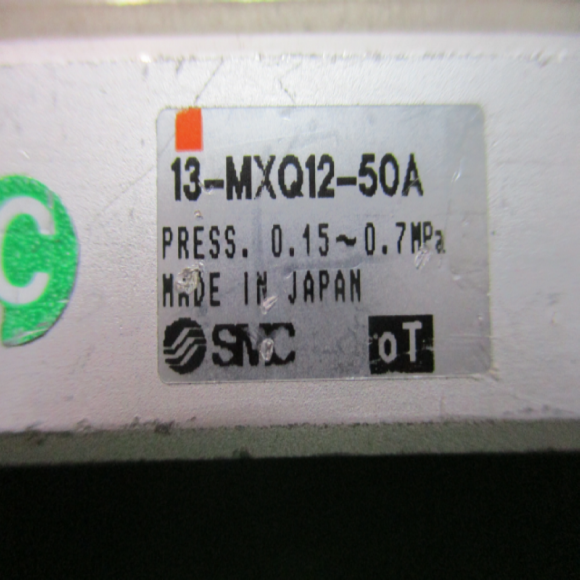 13-MXQ12-50A
PRESS. 0.15~0.7MPa
MADE IN JAPAN
SMC oT
C